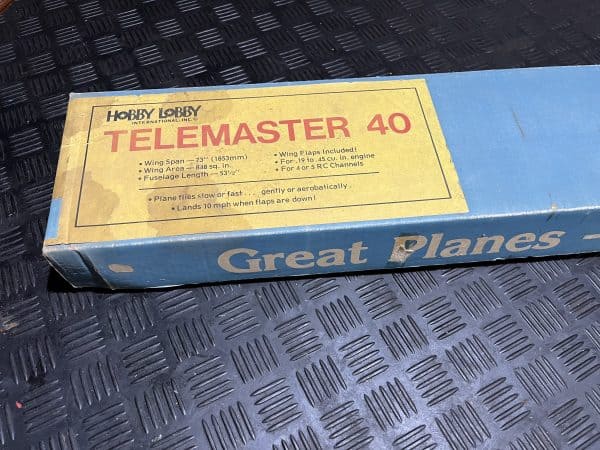 HOBBY LOBBY
INTERNATIONAL, INC.
TELEMASTER 40
• Wing Span — 73'' (1853mm)
• Wing Area — 848 sq. in.
• Fuselage Length — 53½''
• Wing Flaps Included!
• For .19 to .45 cu. in. engine
• For 4 or 5 RC Channels
• Plane flies slow or fast . . . gently or aerobatically.
• Lands 10 mph when flaps are down!
Great Planes –